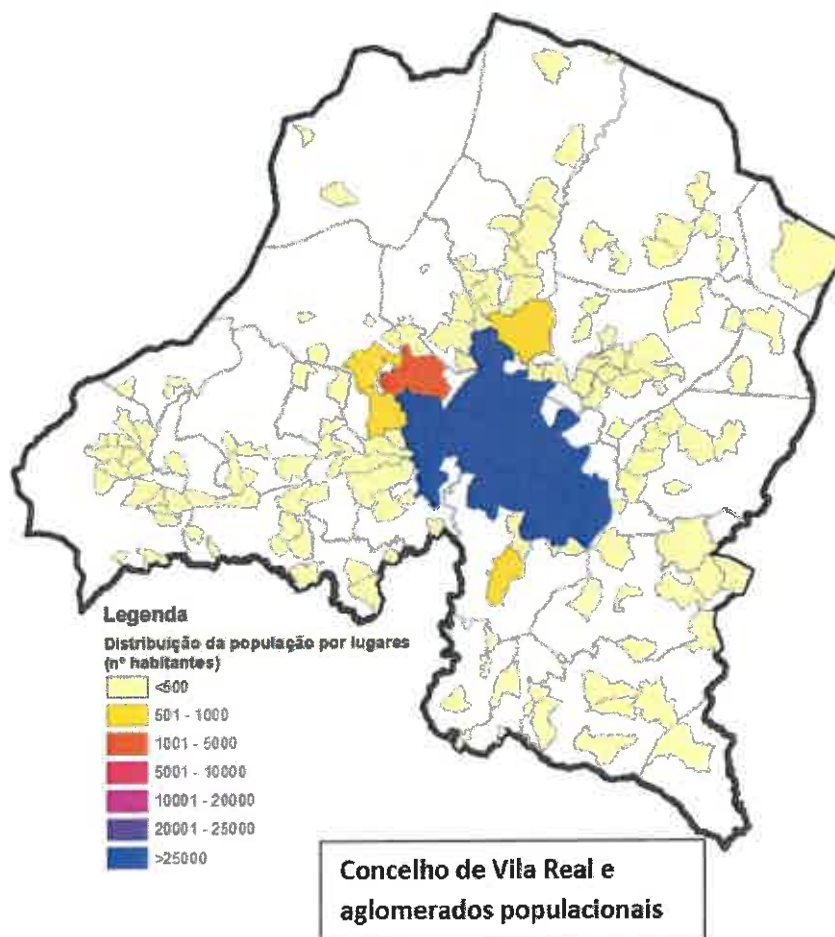 Legenda
Distribuição da população por lugares
(nº habitantes)
<500
501 - 1000
1001 - 5000
5001 - 10000
10001 - 20000
20001 - 25000
>25000
Concelho de Vila Real e
aglomerados populacionais